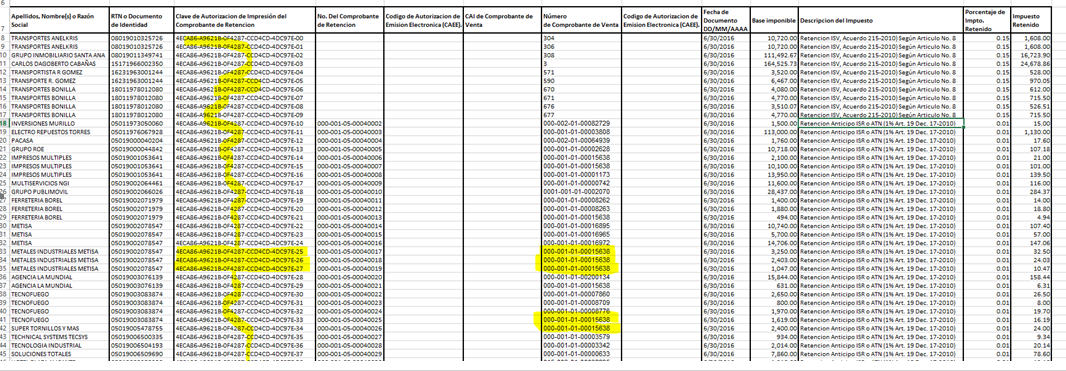 6
7 Apellidos, Nombre(s) o Razón Social RTN o Documento de Identidad Clave de Autorizacion de Impresión del Comprobante de Retencion No. Del Comprobante de Retencion Codigo de Autorizacion de Emision Electronica (CAEE). CAI de Comprobante de Venta Número de Comprobante de Venta Codigo de Autorizacion de Emision Electronica (CAEE). Fecha de Documento DD/MM/AAAA Base imponible Descripcion del Impuesto Porcentaje de Impto. Retenido Impuesto Retenido
8 TRANSPORTES ANELKRIS 08019010325726 4ECA86-A9621B-0F4287-CCD4CD-4DC97E-00 304 6/30/2016 10,720.00 Retencion ISV, Acuerdo 215-2010) Según Articulo No. 8 0.15 1,608.00
9 TRANSPORTES ANELKRIS 08019010325726 4ECA86-A9621B-0F4287-CCD4CD-4DC97E-01 306 6/30/2016 10,720.00 Retencion ISV, Acuerdo 215-2010) Según Articulo No. 8 0.15 1,608.00
10 GRUPO INMOBILIARIO SANTA ANA 08019011349741 4ECA86-A9621B-0F4287-CCD4CD-4DC97E-02 308 6/30/2016 111,492.67 Retencion ISV, Acuerdo 215-2010) Según Articulo No. 8 0.15 16,723.90
11 CARLOS DAGOBERTO CABAÑAS 15171966002350 4ECA86-A9621B-0F4287-CCD4CD-4DC97E-03 3 6/30/2016 164,525.73 Retencion ISV, Acuerdo 215-2010) Según Articulo No. 8 0.15 24,678.86
12 TRANSPORTISTA R GOMEZ 16231963001244 4ECA86-A9621B-0F4287-CCD4CD-4DC97E-04 571 6/30/2016 3,520.00 Retencion ISV, Acuerdo 215-2010) Según Articulo No. 8 0.15 528.00
13 TRANSPORTE R. GOMEZ 16231963001244 4ECA86-A9621B-0F4287-CCD4CD-4DC97E-05 590 6/30/2016 6,467.00 Retencion ISV, Acuerdo 215-2010) Según Articulo No. 8 0.15 970.05
14 TRANSPORTES BONILLA 18011978012080 4ECA86-A9621B-0F4287-CCD4CD-4DC97E-06 670 6/30/2016 4,080.00 Retencion ISV, Acuerdo 215-2010) Según Articulo No. 8 0.15 612.00
15 TRANSPORTES BONILLA 18011978012080 4ECA86-A9621B-0F4287-CCD4CD-4DC97E-07 671 6/30/2016 4,770.00 Retencion ISV, Acuerdo 215-2010) Según Articulo No. 8 0.15 715.50
16 TRANSPORTES BONILLA 18011978012080 4ECA86-A9621B-0F4287-CCD4CD-4DC97E-08 676 6/30/2016 3,510.07 Retencion ISV, Acuerdo 215-2010) Según Articulo No. 8 0.15 526.51
17 TRANSPORTES BONILLA 18011978012080 4ECA86-A9621B-0F4287-CCD4CD-4DC97E-09 677 6/30/2016 4,770.00 Retencion ISV, Acuerdo 215-2010) Según Articulo No. 8 0.15 715.50
18 INVERSIONES MURILLO 05011973050060 4ECA86-A9621B-0F4287-CCD4CD-4DC97E-10 000-001-05-00040002 000-002-01-00082729 6/30/2016 1,500.00 Retencion Anticipo ISR o ATN (1% Art. 19 Dec. 17-2010) 0.01 15.00
19 ELECTRO REPUESTOS TORRES 05011976067928 4ECA86-A9621B-0F4287-CCD4CD-4DC97E-11 000-001-05-00040003 000-001-01-00003808 6/30/2016 113,000.00 Retencion Anticipo ISR o ATN (1% Art. 19 Dec. 17-2010) 0.01 1,130.00
20 PACASA 05019000040204 4ECA86-A9621B-0F4287-CCD4CD-4DC97E-12 000-001-05-00040004 000-002-01-00064939 6/30/2016 1,760.00 Retencion Anticipo ISR o ATN (1% Art. 19 Dec. 17-2010) 0.01 17.60
21 GRUPO ROE 05019000044842 4ECA86-A9621B-0F4287-CCD4CD-4DC97E-13 000-001-05-00040005 000-001-01-00002628 6/30/2016 10,718.00 Retencion Anticipo ISR o ATN (1% Art. 19 Dec. 17-2010) 0.01 107.18
22 IMPRESOS MULTIPLES 05019001053641 4ECA86-A9621B-0F4287-CCD4CD-4DC97E-14 000-001-05-00040006 000-001-01-00015638 6/30/2016 2,100.00 Retencion Anticipo ISR o ATN (1% Art. 19 Dec. 17-2010) 0.01 21.00
23 IMPRESOS MULTIPLES 05019001053641 4ECA86-A9621B-0F4287-CCD4CD-4DC97E-15 000-001-05-00040007 000-001-01-00015638 6/30/2016 10,100.00 Retencion Anticipo ISR o ATN (1% Art. 19 Dec. 17-2010) 0.01 101.00
24 IMPRESOS MULTIPLES 05019001053641 4ECA86-A9621B-0F4287-CCD4CD-4DC97E-16 000-001-05-00040008 000-001-01-00001173 6/30/2016 13,950.00 Retencion Anticipo ISR o ATN (1% Art. 19 Dec. 17-2010) 0.01 139.50
25 MULTISERVICIOS NGI 05019002064461 4ECA86-A9621B-0F4287-CCD4CD-4DC97E-17 000-001-05-00040009 000-001-01-00000742 6/30/2016 11,600.00 Retencion Anticipo ISR o ATN (1% Art. 19 Dec. 17-2010) 0.01 116.00
26 GRUPO PUBLIMOVIL 05019002066026 4ECA86-A9621B-0F4287-CCD4CD-4DC97E-18 000-001-05-00040010 0001-001-01-0002070 6/30/2016 28,437.00 Retencion Anticipo ISR o ATN (1% Art. 19 Dec. 17-2010) 0.01 284.37
27 FERRETERIA BOREL 05019002071979 4ECA86-A9621B-0F4287-CCD4CD-4DC97E-19 000-001-05-00040011 000-001-01-00008262 6/30/2016 1,400.00 Retencion Anticipo ISR o ATN (1% Art. 19 Dec. 17-2010) 0.01 14.00
28 FERRETERIA BOREL 05019002071979 4ECA86-A9621B-0F4287-CCD4CD-4DC97E-20 000-001-05-00040012 000-001-01-00008263 6/30/2016 1,880.00 Retencion Anticipo ISR o ATN (1% Art. 19 Dec. 17-2010) 0.01 18.80
29 FERRETERIA BOREL 05019002071979 4ECA86-A9621B-0F4287-CCD4CD-4DC97E-21 000-001-05-00040013 000-001-01-00015638 6/30/2016 494.00 Retencion Anticipo ISR o ATN (1% Art. 19 Dec. 17-2010) 0.01 4.94
30 METISA 05019002078547 4ECA86-A9621B-0F4287-CCD4CD-4DC97E-22 000-001-05-00040014 000-001-01-00016895 6/30/2016 10,740.00 Retencion Anticipo ISR o ATN (1% Art. 19 Dec. 17-2010) 0.01 107.40
31 METISA 05019002078547 4ECA86-A9621B-0F4287-CCD4CD-4DC97E-23 000-001-05-00040015 000-001-01-00016965 6/30/2016 5,700.00 Retencion Anticipo ISR o ATN (1% Art. 19 Dec. 17-2010) 0.01 57.00
32 METISA 05019002078547 4ECA86-A9621B-0F4287-CCD4CD-4DC97E-24 000-001-05-00040016 000-001-01-00016972 6/30/2016 14,706.00 Retencion Anticipo ISR o ATN (1% Art. 19 Dec. 17-2010) 0.01 147.06
33 METALES INDUSTRIALES METISA 05019002078547 4ECA86-A9621B-0F4287-CCD4CD-4DC97E-25 000-001-05-00040017 000-001-01-00015638 6/30/2016 3,250.00 Retencion Anticipo ISR o ATN (1% Art. 19 Dec. 17-2010) 0.01 32.50
34 METALES INDUSTRIALES METISA 05019002078547 4ECA86-A9621B-0F4287-CCD4CD-4DC97E-26 000-001-05-00040018 000-001-01-00015638 6/30/2016 2,403.00 Retencion Anticipo ISR o ATN (1% Art. 19 Dec. 17-2010) 0.01 24.03
35 METALES INDUSTRIALES METISA 05019002078547 4ECA86-A9621B-0F4287-CCD4CD-4DC97E-27 000-001-05-00040019 000-001-01-00015638 6/30/2016 1,047.00 Retencion Anticipo ISR o ATN (1% Art. 19 Dec. 17-2010) 0.01 10.47
36 AGENCIA LA MUNDIAL 05019003076139 4ECA86-A9621B-0F4287-CCD4CD-4DC97E-28 000-001-05-00040020 000-001-01-00200134 6/30/2016 15,844.00 Retencion Anticipo ISR o ATN (1% Art. 19 Dec. 17-2010) 0.01 158.44
37 AGENCIA LA MUNDIAL 05019003076139 4ECA86-A9621B-0F4287-CCD4CD-4DC97E-29 000-001-05-00040021 000-001-01-00015638 6/30/2016 631.00 Retencion Anticipo ISR o ATN (1% Art. 19 Dec. 17-2010) 0.01 6.31
38 TECNOFUEGO 05019003083874 4ECA86-A9621B-0F4287-CCD4CD-4DC97E-30 000-001-05-00040022 000-001-01-00007860 6/30/2016 2,650.00 Retencion Anticipo ISR o ATN (1% Art. 19 Dec. 17-2010) 0.01 26.50
39 TECNOFUEGO 05019003083874 4ECA86-A9621B-0F4287-CCD4CD-4DC97E-31 000-001-05-00040023 000-001-01-00008709 6/30/2016 800.00 Retencion Anticipo ISR o ATN (1% Art. 19 Dec. 17-2010) 0.01 8.00
40 TECNOFUEGO 05019003083874 4ECA86-A9621B-0F4287-CCD4CD-4DC97E-32 000-001-05-00040024 000-001-01-00008776 6/30/2016 1,970.00 Retencion Anticipo ISR o ATN (1% Art. 19 Dec. 17-2010) 0.01 19.70
41 TECNOFUEGO 05019003083874 4ECA86-A9621B-0F4287-CCD4CD-4DC97E-33 000-001-05-00040025 000-001-01-00015638 6/30/2016 1,619.00 Retencion Anticipo ISR o ATN (1% Art. 19 Dec. 17-2010) 0.01 16.19
42 SUPER TORNILLOS Y MAS 05019005478755 4ECA86-A9621B-0F4287-CCD4CD-4DC97E-34 000-001-05-00040026 000-001-01-00015638 6/30/2016 2,400.00 Retencion Anticipo ISR o ATN (1% Art. 19 Dec. 17-2010) 0.01 24.00
43 TECHNICAL SYSTEMS TECSYS 05019006500335 4ECA86-A9621B-0F4287-CCD4CD-4DC97E-35 000-001-05-00040027 000-001-01-00003579 6/30/2016 934.00 Retencion Anticipo ISR o ATN (1% Art. 19 Dec. 17-2010) 0.01 9.34
44 TECNOLOGIA INDUSTRIAL 05019006504193 4ECA86-A9621B-0F4287-CCD4CD-4DC97E-36 000-001-05-00040028 000-001-01-00003342 6/30/2016 2,014.00 Retencion Anticipo ISR o ATN (1% Art. 19 Dec. 17-2010) 0.01 20.14
45 SOLUCIONES TOTALES 05019006509690 4ECA86-A9621B-0F4287-CCD4CD-4DC97E-37 000-001-05-00040029 000-001-01-00000633 6/30/2016 7,860.00 Retencion Anticipo ISR o ATN (1% Art. 19 Dec. 17-2010) 0.01 78.60